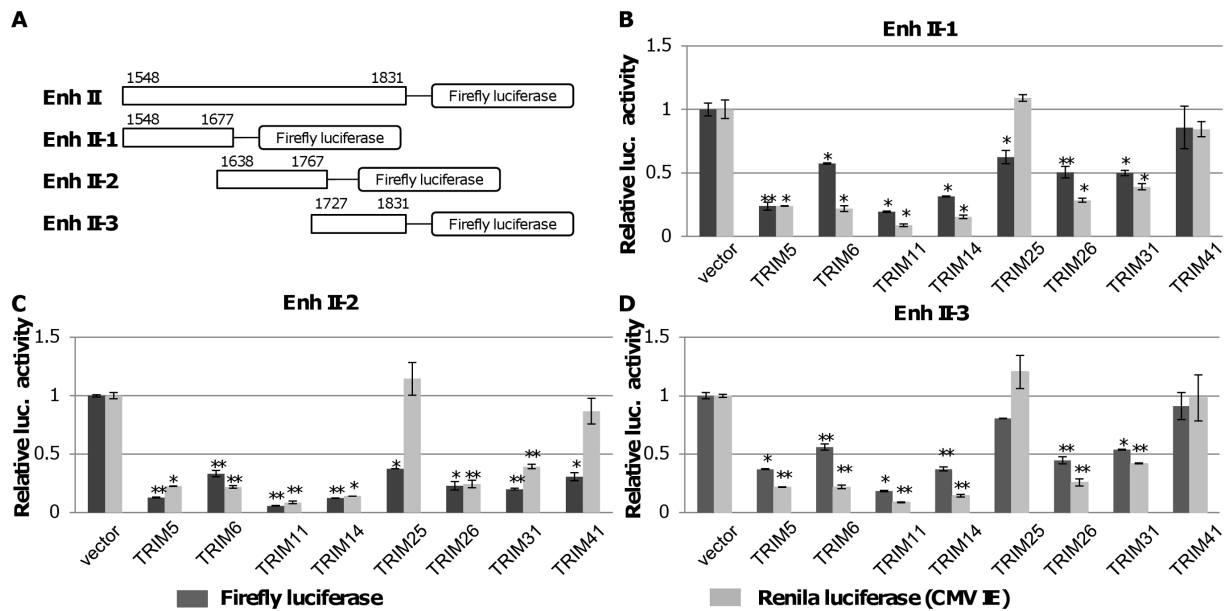 A
1548 1831
Enh II Firefly luciferase
1548 1677
Enh II-1 Firefly luciferase
1638 1767
Enh II-2 Firefly luciferase
1727 1831
Enh II-3 Firefly luciferase
B
Enh II-1
Relative luc. activity
1.5
1
0.5
0
* ** * * * * * * * * ** * * *
vector TRIM5 TRIM6 TRIM11 TRIM14 TRIM25 TRIM26 TRIM31 TRIM41
C
Enh II-2
Relative luc. activity
1.5
1
0.5
0
** * ** ** ** ** ** * * * ** ** ** *
vector TRIM5 TRIM6 TRIM11 TRIM14 TRIM25 TRIM26 TRIM31 TRIM41
D
Enh II-3
Relative luc. activity
1.5
1
0.5
0
* ** ** ** * ** ** ** ** ** * **
vector TRIM5 TRIM6 TRIM11 TRIM14 TRIM25 TRIM26 TRIM31 TRIM41
Firefly luciferase
Renila luciferase (CMV IE)